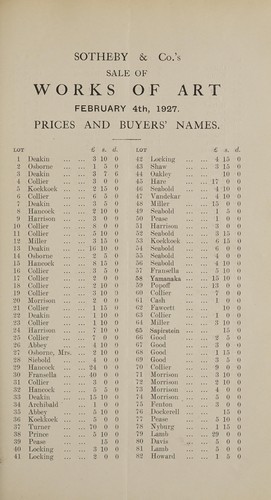 SOTHEBY & Co.'s
SALE OF
WORKS OF ART
FEBRUARY 4th, 1927.
PRICES AND BUYERS' NAMES.
LOT £ s. d.
1 Deakin ... ... 3 10 0
2 Osborne ... ... 1 5 0
3 Deakin ... ... 3 7 6
4 Collier ... ... 3 0 0
5 Kockkoek ... ... 2 15 0
6 Collier ... ... 6 5 0
7 Deakin ... ... 3 5 0
8 Hancock ... ... 2 10 0
9 Harrison ... ... 3 0 0
10 Collier ... ... 8 0 0
11 Collier ... ... 5 10 0
12 Miller ... ... 3 15 0
13 Deakin ... ... 16 10 0
14 Osborne ... ... 2 5 0
15 Hancock ... ... 8 15 0
16 Collier ... ... 3 5 0
17 Collier ... ... 2 0 0
18 Collier ... ... 2 10 0
19 Collier ... ... 3 10 0
20 Morrison ... ... 2 0 0
21 Collier ... ... 1 0 0
22 Deakin ... ... 1 10 0
23 Collier ... ... 1 10 0
24 Harrison ... ... 7 10 0
25 Collier ... ... 7 0 0
26 Abbey ... ... 4 10 0
27 Osborne, Mrs. ... 2 10 0
28 Siebold ... ... 4 0 0
29 Hancock ... ... 24 0 0
30 Fransella ... ... 40 0 0
31 Collier ... ... 3 0 0
32 Hancock ... ... 5 5 0
33 Deakin ... ... 15 10 0
34 Archibald ... ... 1 0 0
35 Abbey ... ... 5 10 0
36 Kockkoek ... ... 5 0 0
37 Turner ... ... 70 0 0
38 Prince ... ... 5 10 0
39 Pease ... ... 15 0
40 Locking ... ... 3 10 0
41 Locking ... ... 2 0 0
LOT £ s. d.
42 Locking ... ... 4 15 0
43 Shaw ... ... 3 15 0
44 Oakley ... ... 10 0
45 Hare ... ... 17 0 0
46 Seabold ... ... 4 10 0
47 Vandekar ... ... 4 10 0
48 Miller ... ... 15 0 0
49 Seabold ... ... 1 5 0
50 Pease ... ... 1 0 0
51 Harrison ... ... 3 0 0
52 Seabold ... ... 3 15 0
53 Kockkoek ... ... 6 15 0
54 Seabold ... ... 6 0 0
55 Seabold ... ... 4 0 0
56 Seabold ... ... 4 10 0
57 Fransella ... ... 5 10 0
58 Yamanaka ... ... 15 10 0
59 Popoff ... ... 13 0 0
60 Collier ... ... 7 0 0
61 Cash ... ... 1 0 0
62 Fawcett ... ... 10 0
63 Collier ... ... 1 0 0
64 Miller ... ... 3 10 0
65 Sapirstein ... ... 15 0
66 Good ... ... 2 5 0
67 Good ... ... 3 0 0
68 Good ... ... 1 15 0
69 Good ... ... 3 5 0
70 Collier ... ... 9 0 0
71 Morrison ... ... 2 10 0
72 Morrison ... ... 2 10 0
73 Morrison ... ... 4 0 0
74 Morrison ... ... 5 0 0
75 Fenton ... ... 3 0 0
76 Dockerell ... ... 15 0
77 Pease ... ... 5 10 0
78 Nyburg ... ... 1 15 0
79 Lamb ... ... 29 0 0
80 Davis ... ... 5 0 0
81 Lamb ... ... 5 5 0
82 Howard ... ... 1 5 0